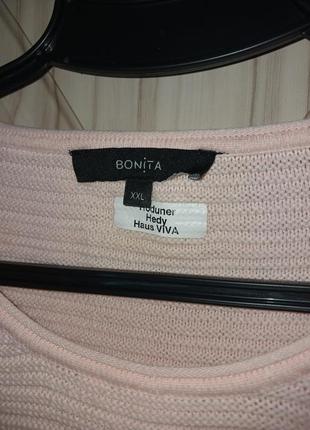 BONITA
XXL
Hoduner
Hedy
Haus VIVA